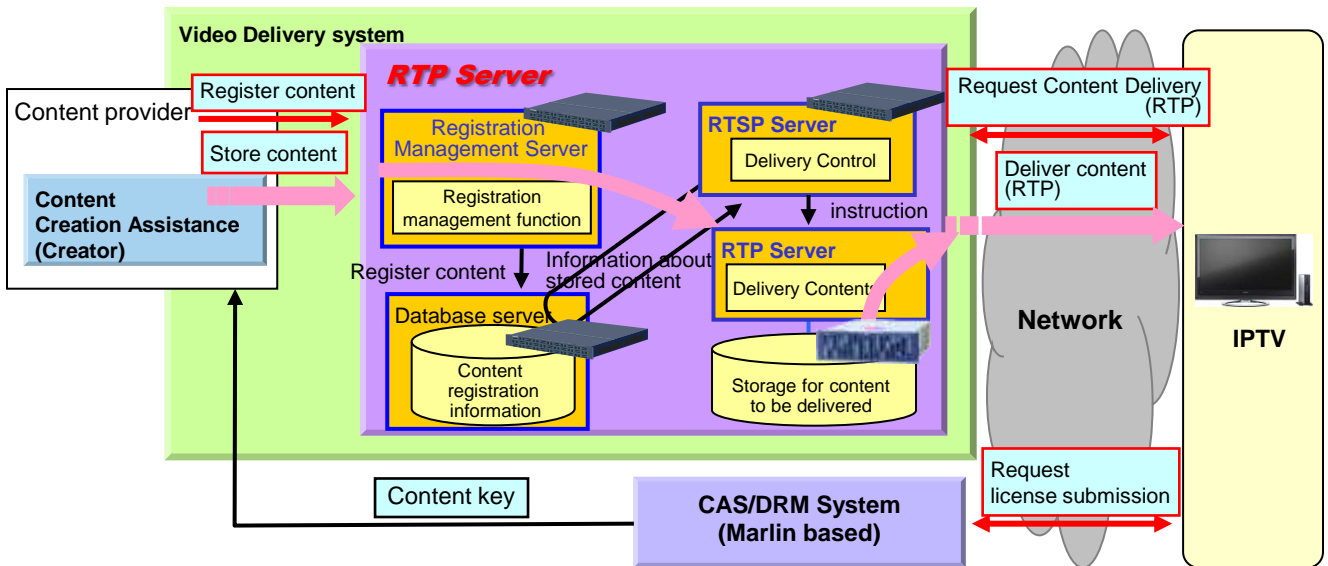 Video Delivery system
RTP Server
Content provider
Register content
Store content
Content
Creation Assistance
(Creator)
Registration
Management Server
Registration
management function
Register content
Information about
stored content
Database server
Content
registration
information
RTSP Server
Delivery Control
instruction
RTP Server
Delivery Contents
Storage for content
to be delivered
Request Content Delivery
(RTP)
Deliver content
(RTP)
Network
IPTV
Request
license submission
Content key
CAS/DRM System
(Marlin based)